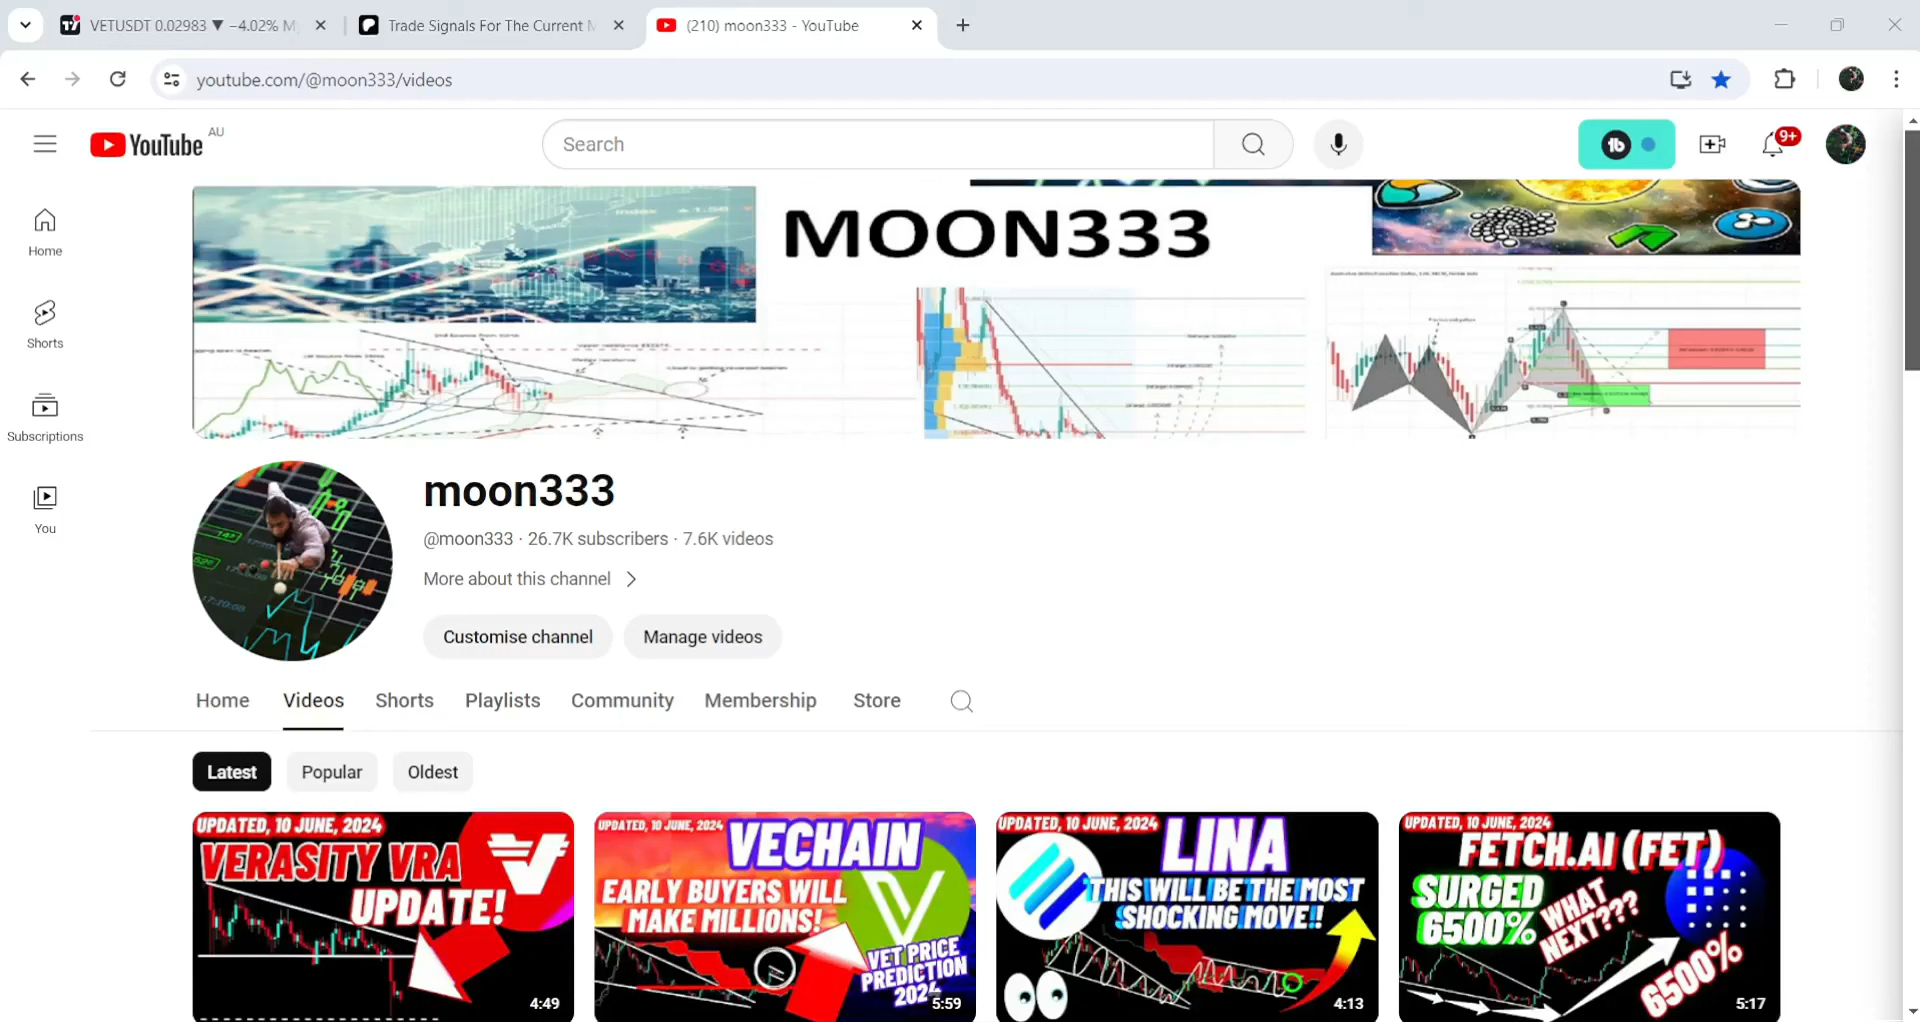 VETUSDT 0.02983 ▼ −4.02%
Trade Signals For The Current
(210) moon333 - YouTube
youtube.com/@moon333/videos
YouTube AU
Search
9+
Home
Shorts
Subscriptions
You
MOON333
moon333
@moon333 · 26.7K subscribers · 7.6K videos
More about this channel
Customise channel
Manage videos
Home
Videos
Shorts
Playlists
Community
Membership
Store
Latest
Popular
Oldest
UPDATED, 10 JUNE, 2024
VERASITY VRA
UPDATE!
4:49
UPDATED, 10 JUNE, 2024
VECHAIN
EARLY BUYERS WILL
MAKE MILLIONS!
VET PRICE
PREDICTION
2024
5:59
UPDATED, 10 JUNE, 2024
LINA
THIS WILL BE THE MOST
SHOCKING MOVE!!
4:13
UPDATED, 10 JUNE, 2024
FETCH.AI (FET)
SURGED
6500%
WHAT
NEXT???
6500%
5:17